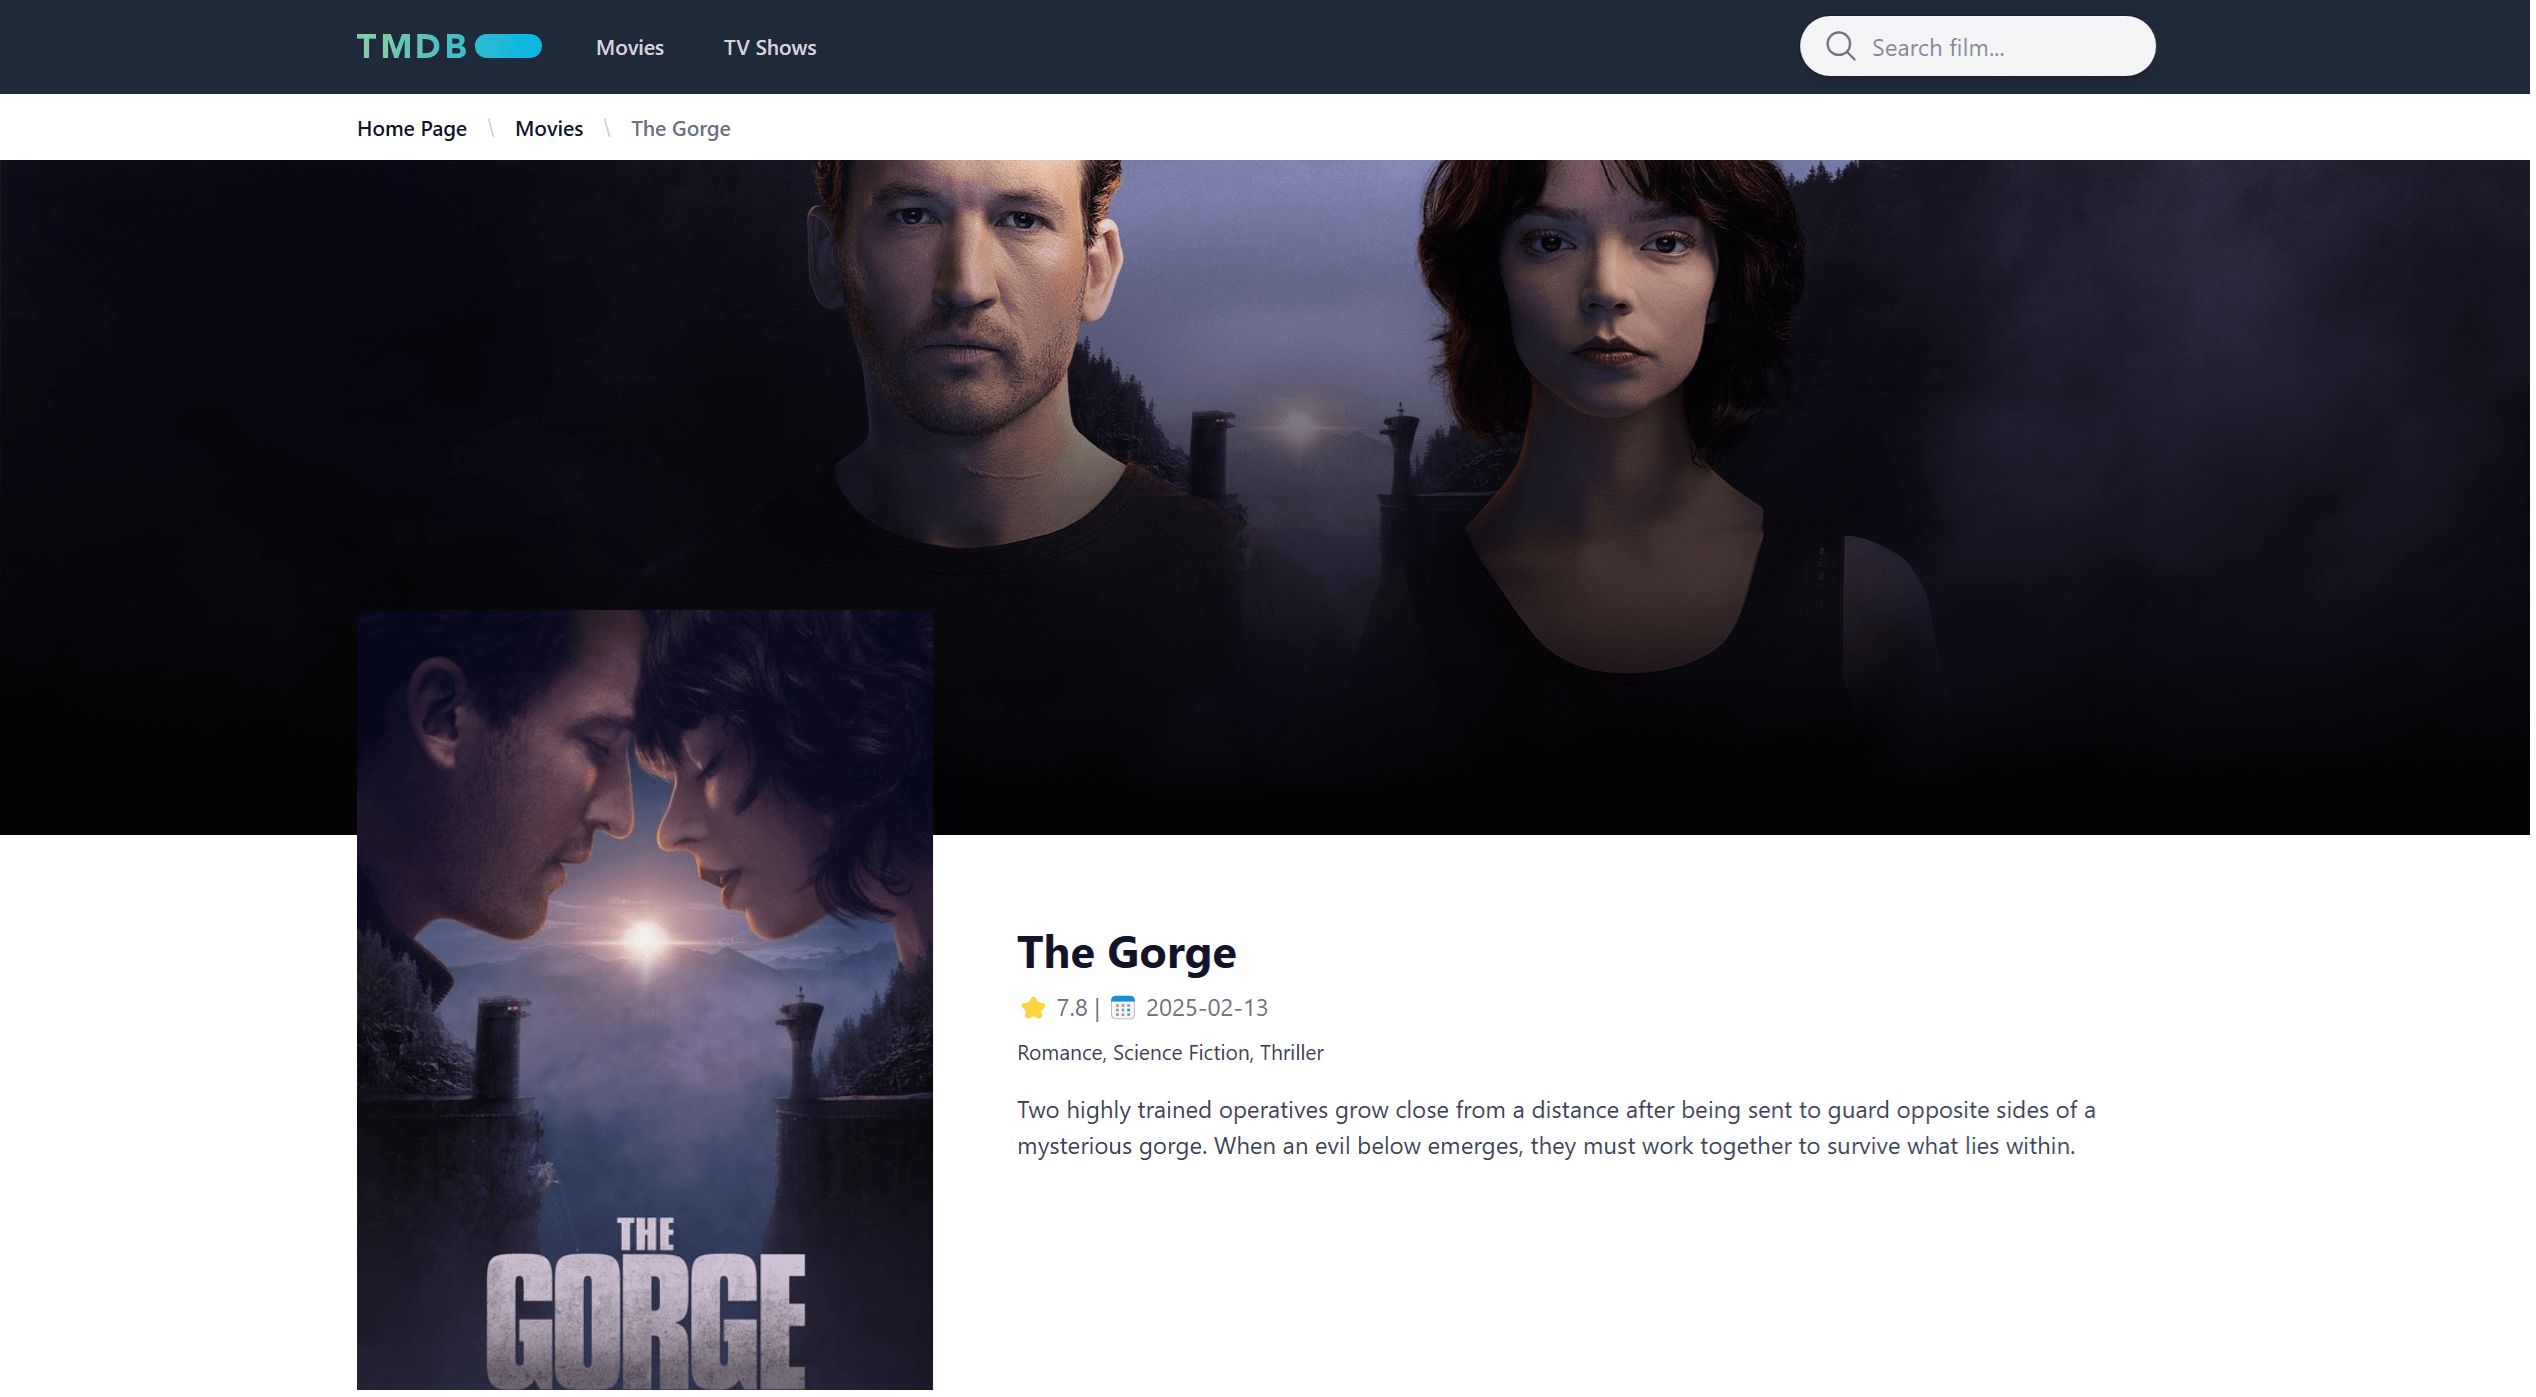 TMDB Movies TV Shows Search film...
Home Page \ Movies \ The Gorge
The Gorge
7.8 | 2025-02-13
Romance, Science Fiction, Thriller
Two highly trained operatives grow close from a distance after being sent to guard opposite sides of a
mysterious gorge. When an evil below emerges, they must work together to survive what lies within.
THE
GORGE